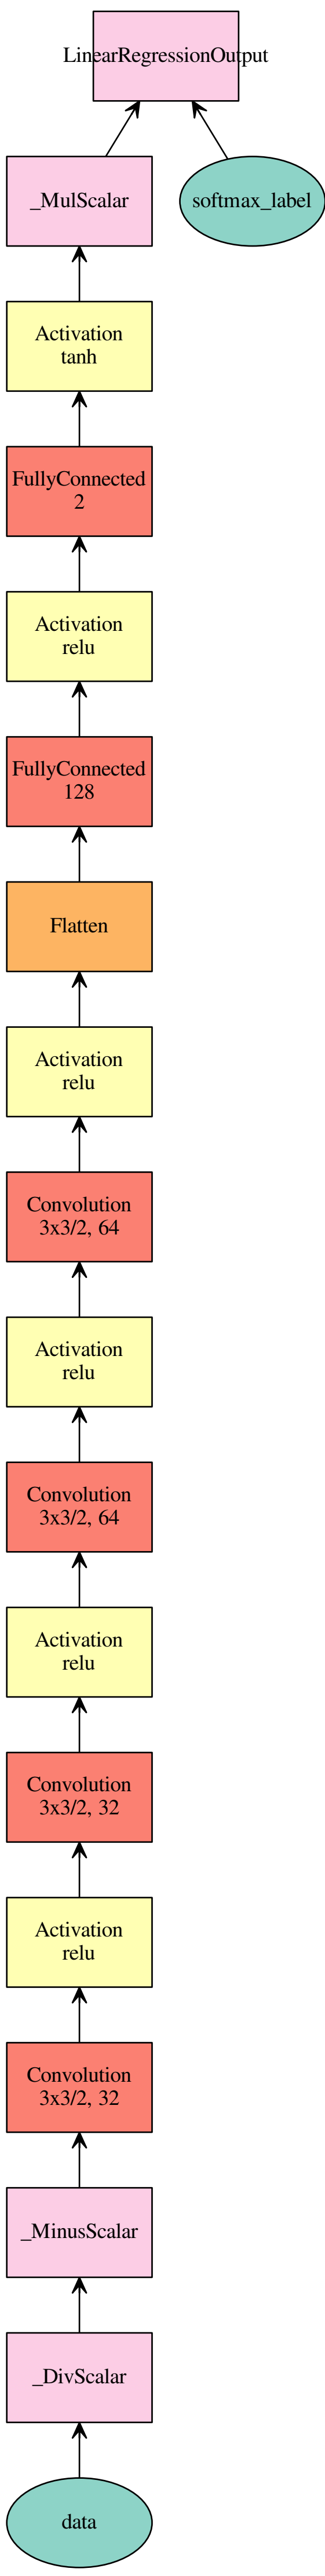 LinearRegressionOutput
_MulScalar
softmax_label
Activation
tanh
FullyConnected
2
Activation
relu
FullyConnected
128
Flatten
Activation
relu
Convolution
3x3/2, 64
Activation
relu
Convolution
3x3/2, 64
Activation
relu
Convolution
3x3/2, 32
Activation
relu
Convolution
3x3/2, 32
_MinusScalar
_DivScalar
data